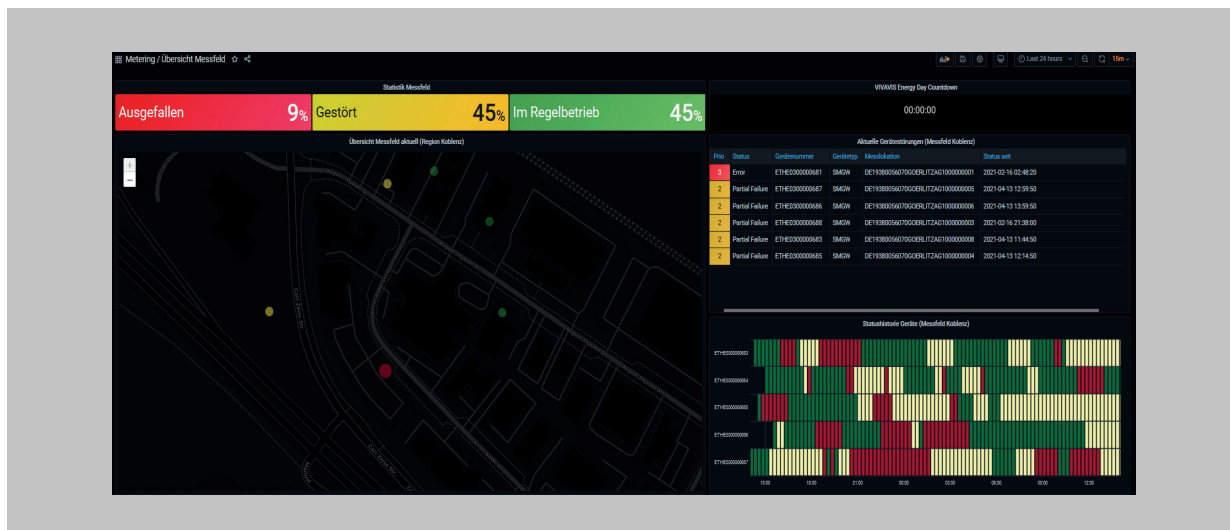 Metering / Übersicht Messfeld
Last 24 hours
15m
Statistik Messfeld
Ausgefallen 9%
Gestört 45%
Im Regelbetrieb 45%
VIVAVIS Energy Day Countdown
00:00:00
Übersicht Messfeld aktuell (Region Koblenz)
+
−
Carl-Zeiss-Str.
Aktuelle Gerätestörungen (Messfeld Koblenz)
Prio Status Gerätenummer Gerätetyp Messlokation Status seit
3 Error ETHE0300000681 SMGW DE19380056070GOERLITZAG1000000001 2021-02-16 02:48:20
2 Partial Failure ETHE0300000687 SMGW DE19380056070GOERLITZAG1000000005 2021-04-13 12:59:50
2 Partial Failure ETHE0300000686 SMGW DE19380056070GOERLITZAG1000000006 2021-04-13 13:59:50
2 Partial Failure ETHE0300000688 SMGW DE19380056070GOERLITZAG1000000003 2021-02-16 21:38:00
2 Partial Failure ETHE0300000683 SMGW DE19380056070GOERLITZAG1000000008 2021-04-13 11:44:50
2 Partial Failure ETHE0300000685 SMGW DE19380056070GOERLITZAG1000000004 2021-04-13 12:14:50
Statushistorie Geräte (Messfeld Koblenz)
18:00
21:00
00:00
03:00
12:00